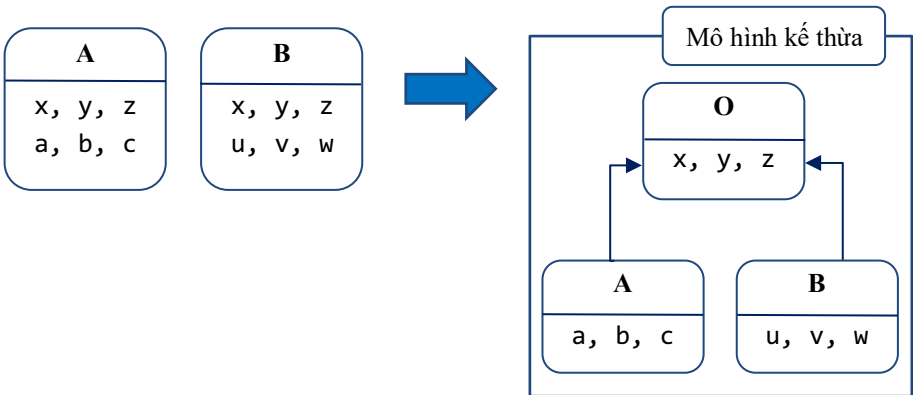 A
x, y, z
a, b, c
B
x, y, z
u, v, w
Mô hình kế thừa
O
x, y, z
A
a, b, c
B
u, v, w